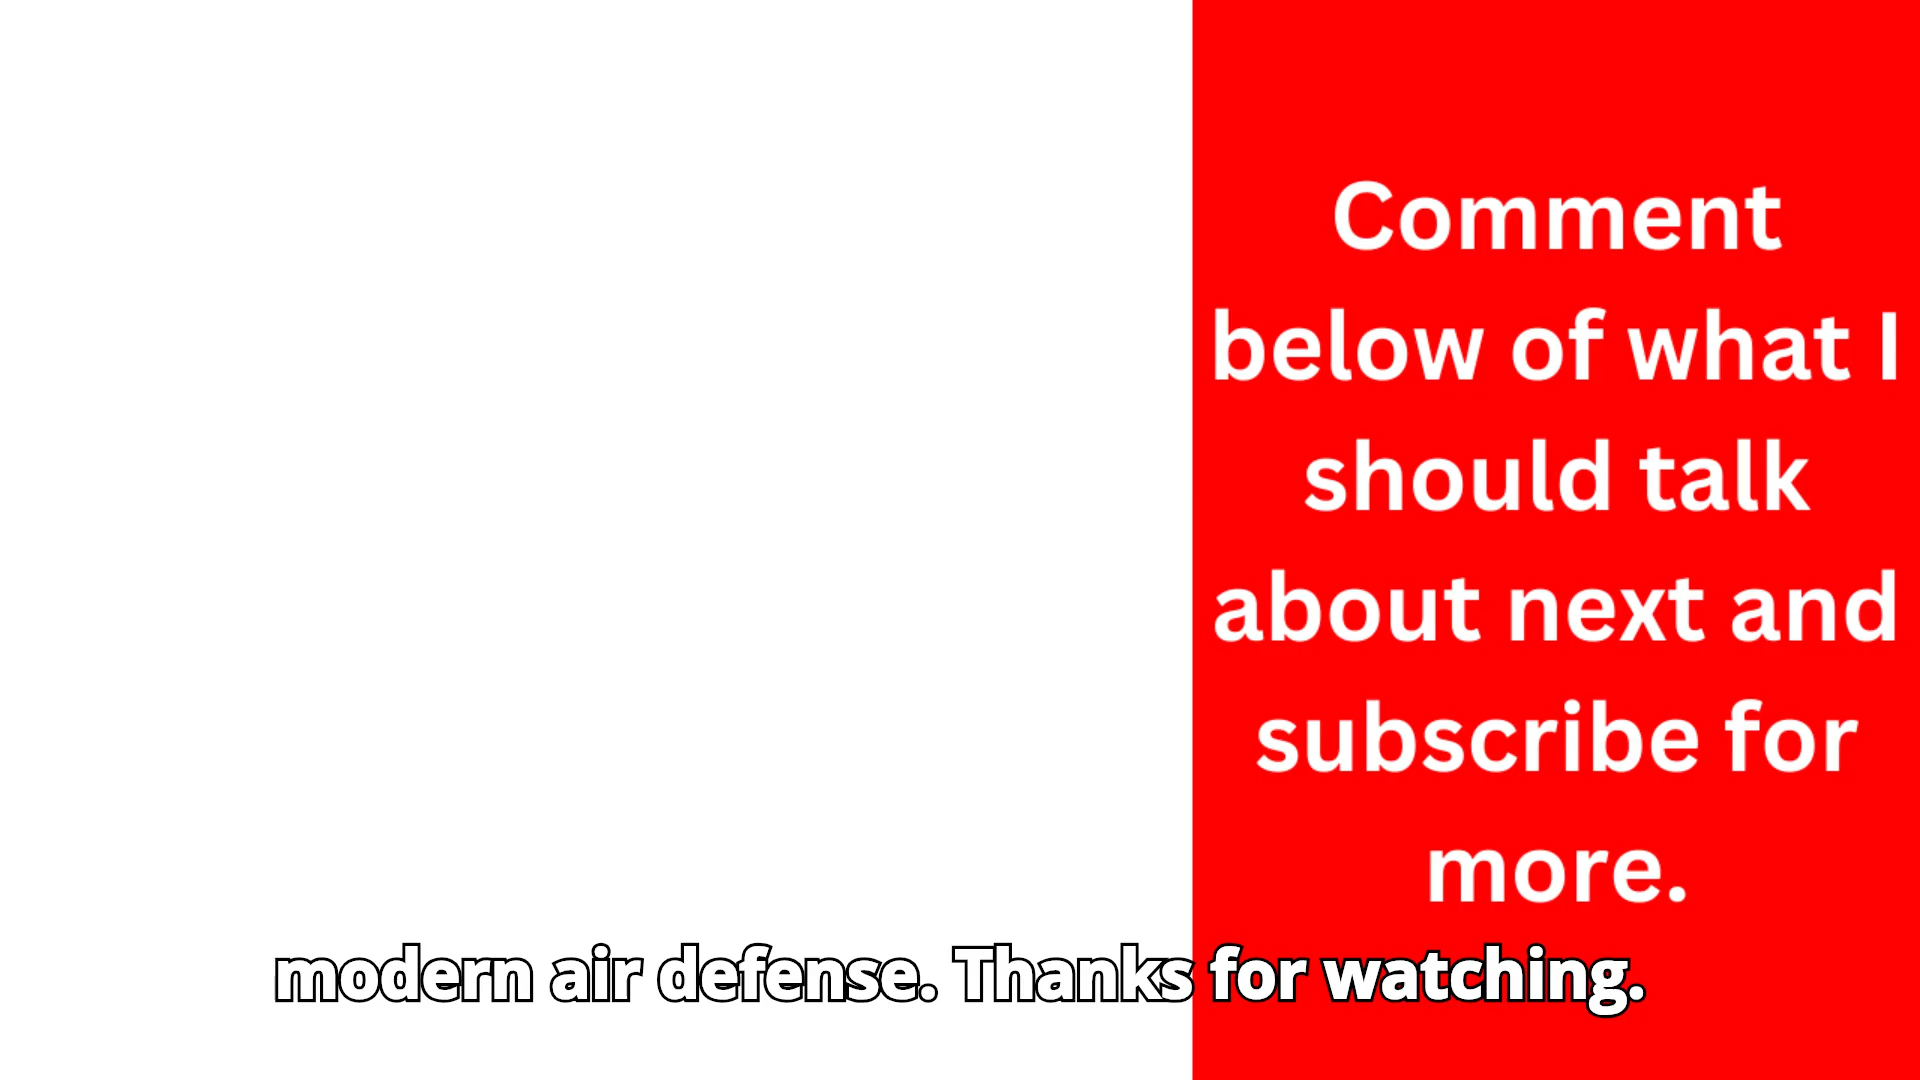 Comment
below of what I
should talk
about next and
subscribe for
more.
modern air defense. Thanks for watching.